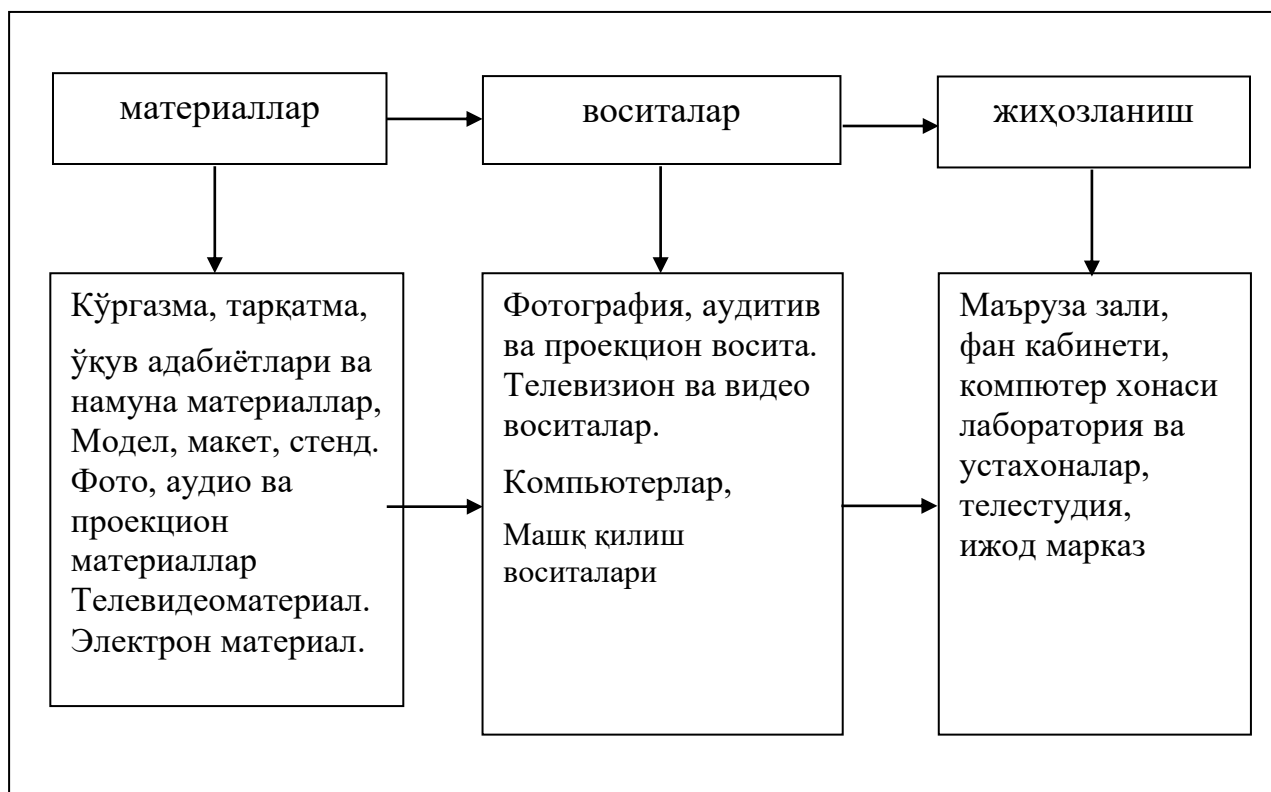 материаллар
воситалар
жиҳозланиш
Кўргазма, тарқатма,
ўқув адабиётлари ва
намуна материаллар,
Модел, макет, стенд.
Фото, аудио ва
проекцион
материаллар
Телевидеоматериал.
Электрон материал.
Фотография, аудитив
ва проекцион восита.
Телевизион ва видео
воситалар.
Компьютерлар,
Машқ қилиш
воситалари
Маъруза зали,
фан кабинети,
компютер хонаси
лаборатория ва
устахоналар,
телестудия,
ижод марказ